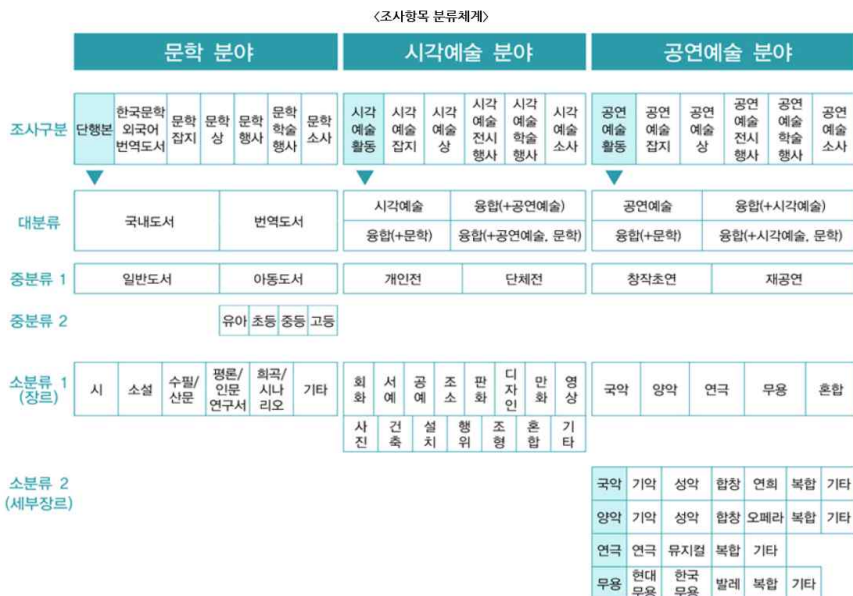 <조사항목 분류체계>
문학 분야 시각예술 분야 공연예술 분야
조사구분 단행본 한국문학 외국어 번역도서 문학 잡지 문학 상 문학 행사 문학 학술 행사 문학 소사 시각 예술 활동 시각 예술 잡지 시각 예술 상 시각 예술 전시 행사 시각 예술 학술 행사 시각 예술 소사 공연 예술 활동 공연 예술 잡지 공연 예술 상 공연 예술 전시 행사 공연 예술 학술 행사 공연 예술 소사
대분류 국내도서 번역도서 시각예술 융합(+공연예술) 공연예술 융합(+시각예술)
융합(+문학) 융합(+공연예술, 문학) 융합(+문학) 융합(+시각예술, 문학)
중분류 1 일반도서 아동도서 개인전 단체전 창작초연 재공연
중분류 2 유아 초등 중등 고등
소분류 1 (장르) 시 소설 수필/산문 평론/인문 연구서 희곡/시나리오 기타 회화 서예 공예 조소 판화 디자인 만화 영상 국악 양악 연극 무용 혼합
사진 건축 설치 행위 조형 혼합 기타
소분류 2 (세부장르) 국악 기악 성악 합창 연희 복합 기타
양악 기악 성악 합창 오페라 복합 기타
연극 연극 뮤지컬 복합 기타
무용 현대 무용 한국 무용 발레 복합 기타